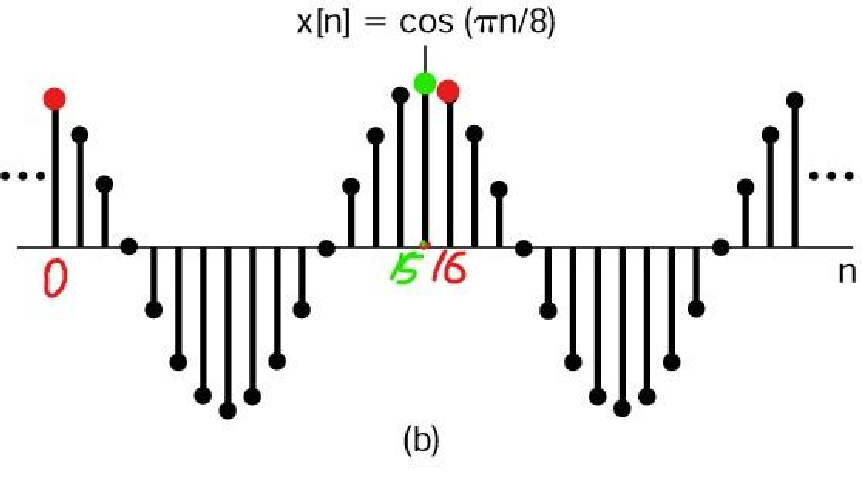 x[n] = cos (πn/8)
0 15 16
n
(b)